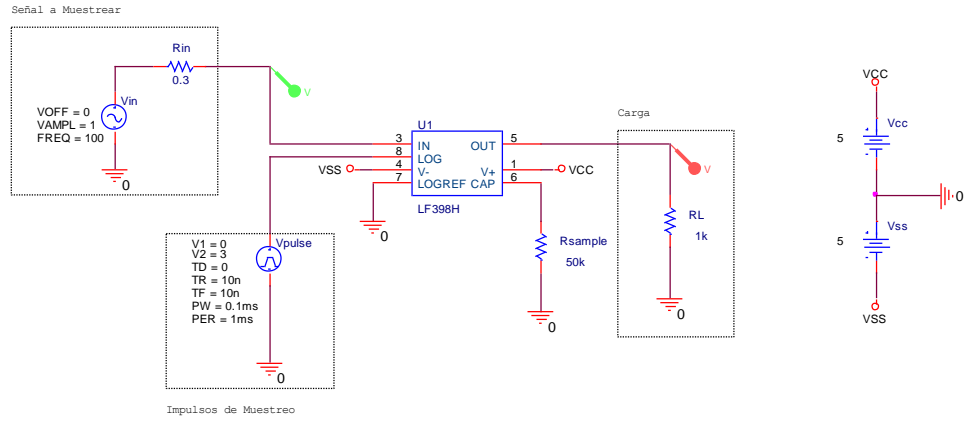 Señal a Muestrear
Rin
0.3
V
Vin
VOFF = 0
VAMPL = 1
FREQ = 100
0
U1
3 IN OUT 5
8 LOG
VSS 4 V- V+ 1 VCC
7 LOGREF CAP 6
LF398H
0
Carga
V
RL
1k
0
Rsample
50k
0
V1 = 0
V2 = 3
TD = 0
TR = 10n
TF = 10n
PW = 0.1ms
PER = 1ms
Vpulse
0
Impulsos de Muestreo
VCC
Vcc
5
0
Vss
5
VSS